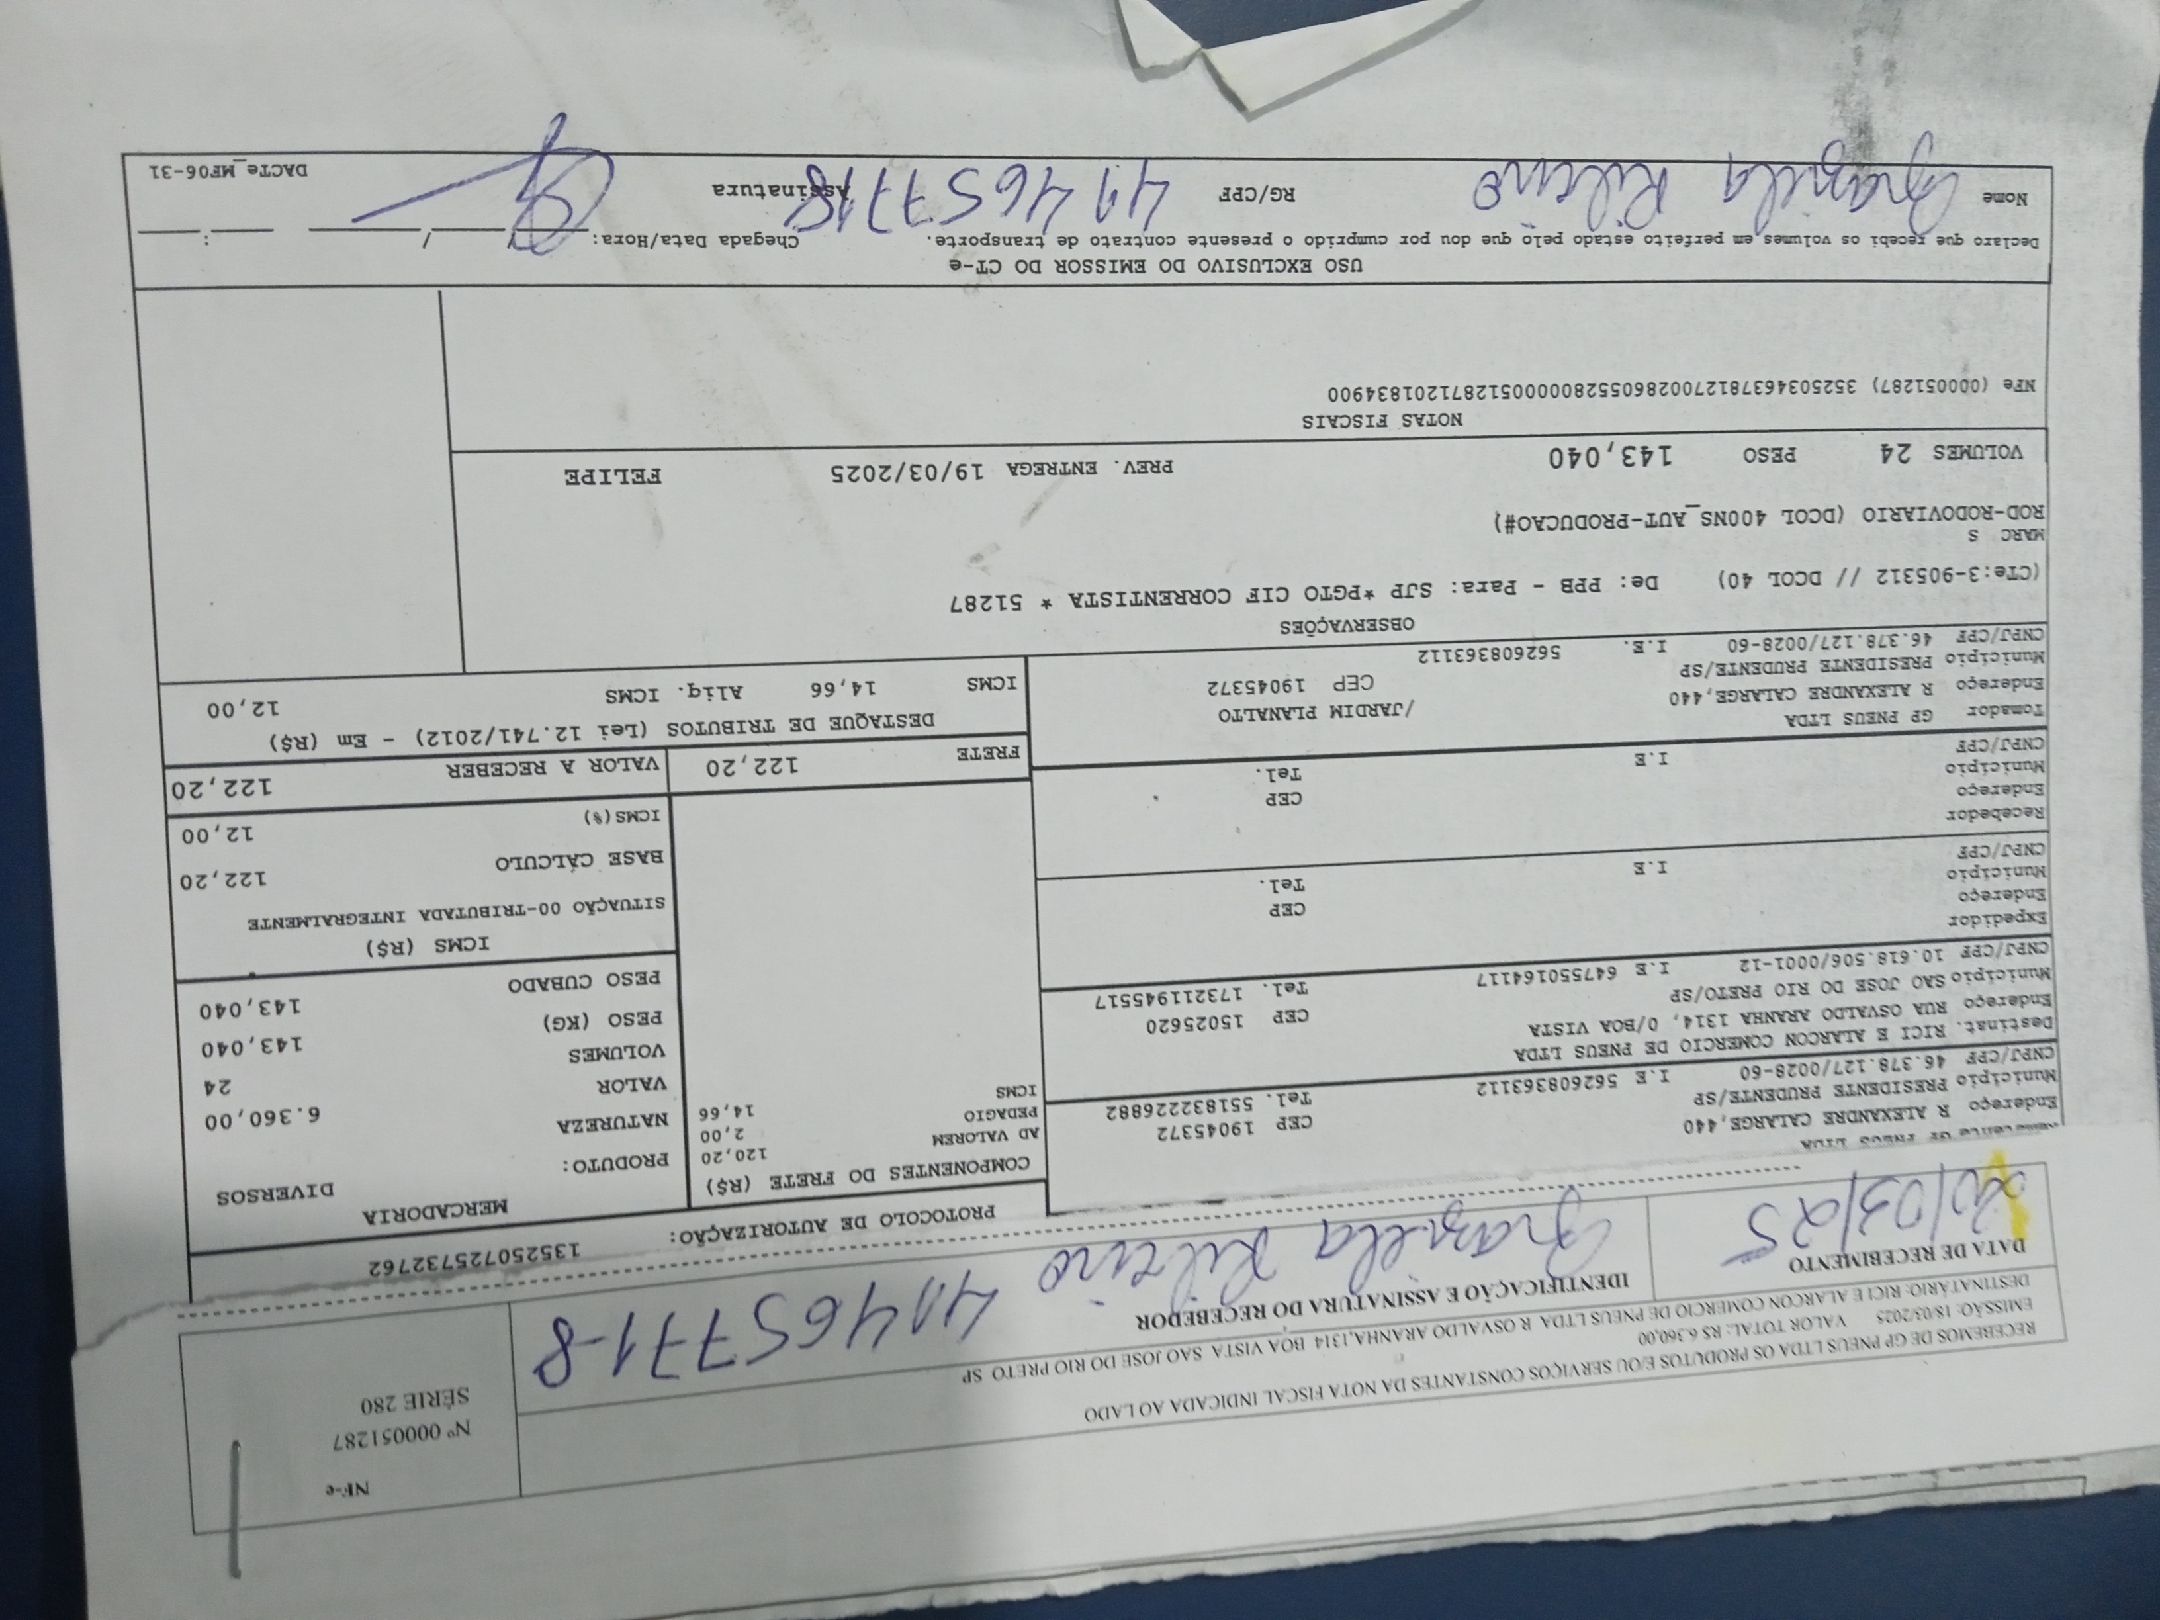 NF-e
Nº 000051287
SÉRIE 280
RECEBEMOS DE GP PNEUS LTDA OS PRODUTOS E/OU SERVIÇOS CONSTANTES DA NOTA FISCAL INDICADA AO LADO
EMISSÃO: 18/03/2025 VALOR TOTAL: R$ 6.360,00
DESTINATÁRIO: RICI E ALARCON COMERCIO DE PNEUS LTDA R OSVALDO ARANHA,1314 BOA VISTA SAO JOSE DO RIO PRETO SP
DATA DE RECEBIMENTO
20/03/25
IDENTIFICAÇÃO E ASSINATURA DO RECEBEDOR
Graziela Ribeiro 41465771-8
PROTOCOLO DE AUTORIZAÇÃO: 135250725732762
GP PNEUS LTDA
Endereço R ALEXANDRE CALARGE,440
CEP 19045372
Município PRESIDENTE PRUDENTE/SP
Tel. 551832226882
CNPJ/CPF 46.378.127/0028-60 I.E 562608363112
Destinat. RICI E ALARCON COMERCIO DE PNEUS LTDA
Endereço RUA OSVALDO ARANHA 1314, 0/BOA VISTA
CEP 15025620
Município SAO JOSE DO RIO PRETO/SP
Tel. 173211945517
CNPJ/CPF 10.618.506/0001-12 I.E 647550164117
Expedidor
Endereço
CEP
Município
Tel.
CNPJ/CPF I.E
Recebedor
Endereço
CEP
Município
Tel.
CNPJ/CPF I.E
Tomador GP PNEUS LTDA
Endereço R ALEXANDRE CALARGE,440 /JARDIM PLANALTO
Município PRESIDENTE PRUDENTE/SP CEP 19045372
CNPJ/CPF 46.378.127/0028-60 I.E. 562608363112
COMPONENTES DO FRETE (R$)
AD VALOREM 120,20
PEDAGIO 2,00
ICMS 14,66
FRETE 122,20
MERCADORIA
PRODUTO: DIVERSOS
NATUREZA
VALOR 6.360,00
VOLUMES 24
PESO (KG) 143,040
PESO CUBADO 143,040
ICMS (R$)
SITUAÇÃO 00-TRIBUTADA INTEGRALMENTE
BASE CÁLCULO 122,20
ICMS(%) 12,00
VALOR A RECEBER 122,20
DESTAQUE DE TRIBUTOS (Lei 12.741/2012) - Em (R$)
ICMS 14,66 Aliq. ICMS 12,00
OBSERVAÇÕES
(CTe:3-905312 // DCOL 40) De: PPB - Para: SJP *PGTO CIF CORRENTISTA * 51287
MARC S
ROD-RODOVIARIO (DCOL 400NS_AUT-PRODUCAO#)
VOLUMES 24 PESO 143,040 PREV. ENTREGA 19/03/2025 FELIPE
NOTAS FISCAIS
NFe (000051287) 35250346378127002860552800000512871201834900
USO EXCLUSIVO DO EMISSOR DO CT-e
Declaro que recebi os volumes em perfeito estado pelo que dou por cumprido o presente contrato de transporte. Chegada Data/Hora: / / :
Nome Graziela Ribeiro RG/CPF 414657718 Assinatura
DACTe_MF06-31